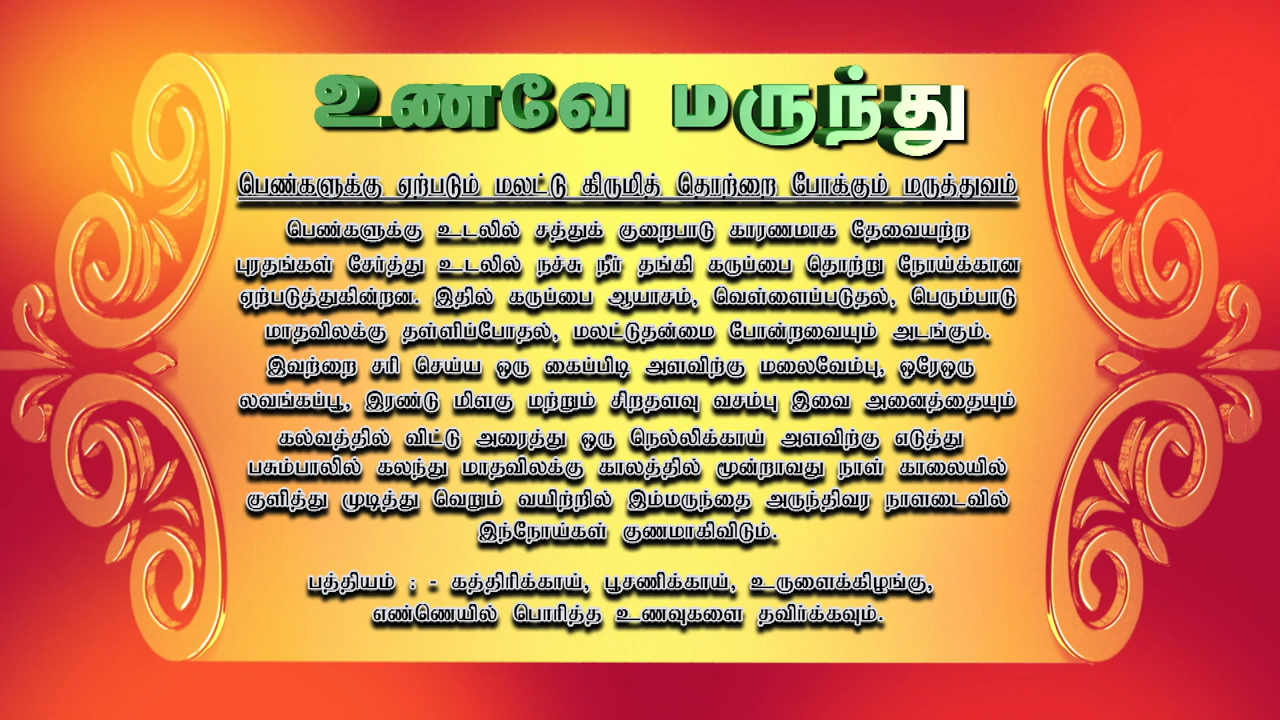 உணவே மருந்து
பெண்களுக்கு ஏற்படும் மலட்டு கிருமித் தொற்றை போக்கும் மருத்துவம்
பெண்களுக்கு உடலில் சத்துக் குறைபாடு காரணமாக தேவையற்ற
புரதங்கள் சேர்த்து உடலில் நச்சு நீர் தங்கி கருப்பை தொற்று நோய்க்கான
ஏற்படுத்துகின்றன. இதில் கருப்பை ஆயாசம், வெள்ளைப்படுதல், பெரும்பாடு
மாதவிலக்கு தள்ளிப்போதல், மலட்டுதன்மை போன்றவையும் அடங்கும்.
இவற்றை சரி செய்ய ஒரு கைப்பிடி அளவிற்கு மலைவேம்பு, ஒரேஒரு
லவங்கப்பூ, இரண்டு மிளகு மற்றும் சிறதளவு வசம்பு இவை அனைத்தையும்
கல்வத்தில் விட்டு அரைத்து ஒரு நெல்லிக்காய் அளவிற்கு எடுத்து
பசும்பாலில் கலந்து மாதவிலக்கு காலத்தில் மூன்றாவது நாள் காலையில்
குளித்து முடித்து வெறும் வயிற்றில் இம்மருந்தை அருந்திவர நாளடைவில்
இந்நோய்கள் குணமாகிவிடும்.
பத்தியம் : - கத்திரிக்காய், பூசணிக்காய், உருளைக்கிழங்கு,
எண்ணெயில் பொரித்த உணவுகளை தவிர்க்கவும்.